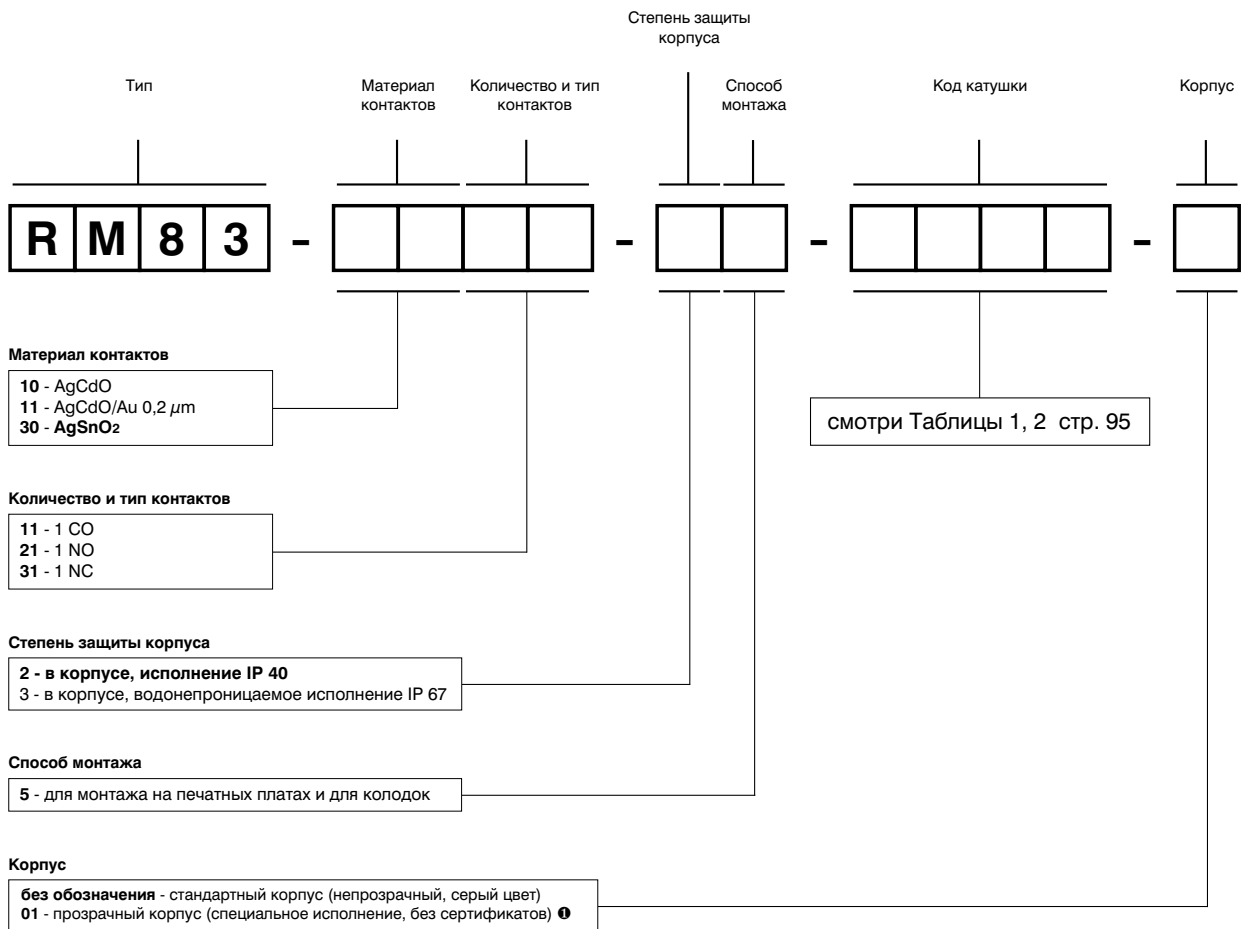 Степень защиты
корпуса
Тип
Материал
контактов
Количество и тип
контактов
Способ
монтажа
Код катушки
Корпус
R M 8 3 - - - -
Материал контактов
10 - AgCdO
11 - AgCdO/Au 0,2 μm
30 - AgSnO2
смотри Таблицы 1, 2 стр. 95
Количество и тип контактов
11 - 1 CO
21 - 1 NO
31 - 1 NC
Степень защиты корпуса
2 - в корпусе, исполнение IP 40
3 - в корпусе, водонепроницаемое исполнение IP 67
Способ монтажа
5 - для монтажа на печатных платах и для колодок
Корпус
без обозначения - стандартный корпус (непрозрачный, серый цвет)
01 - прозрачный корпус (специальное исполнение, без сертификатов) ❶